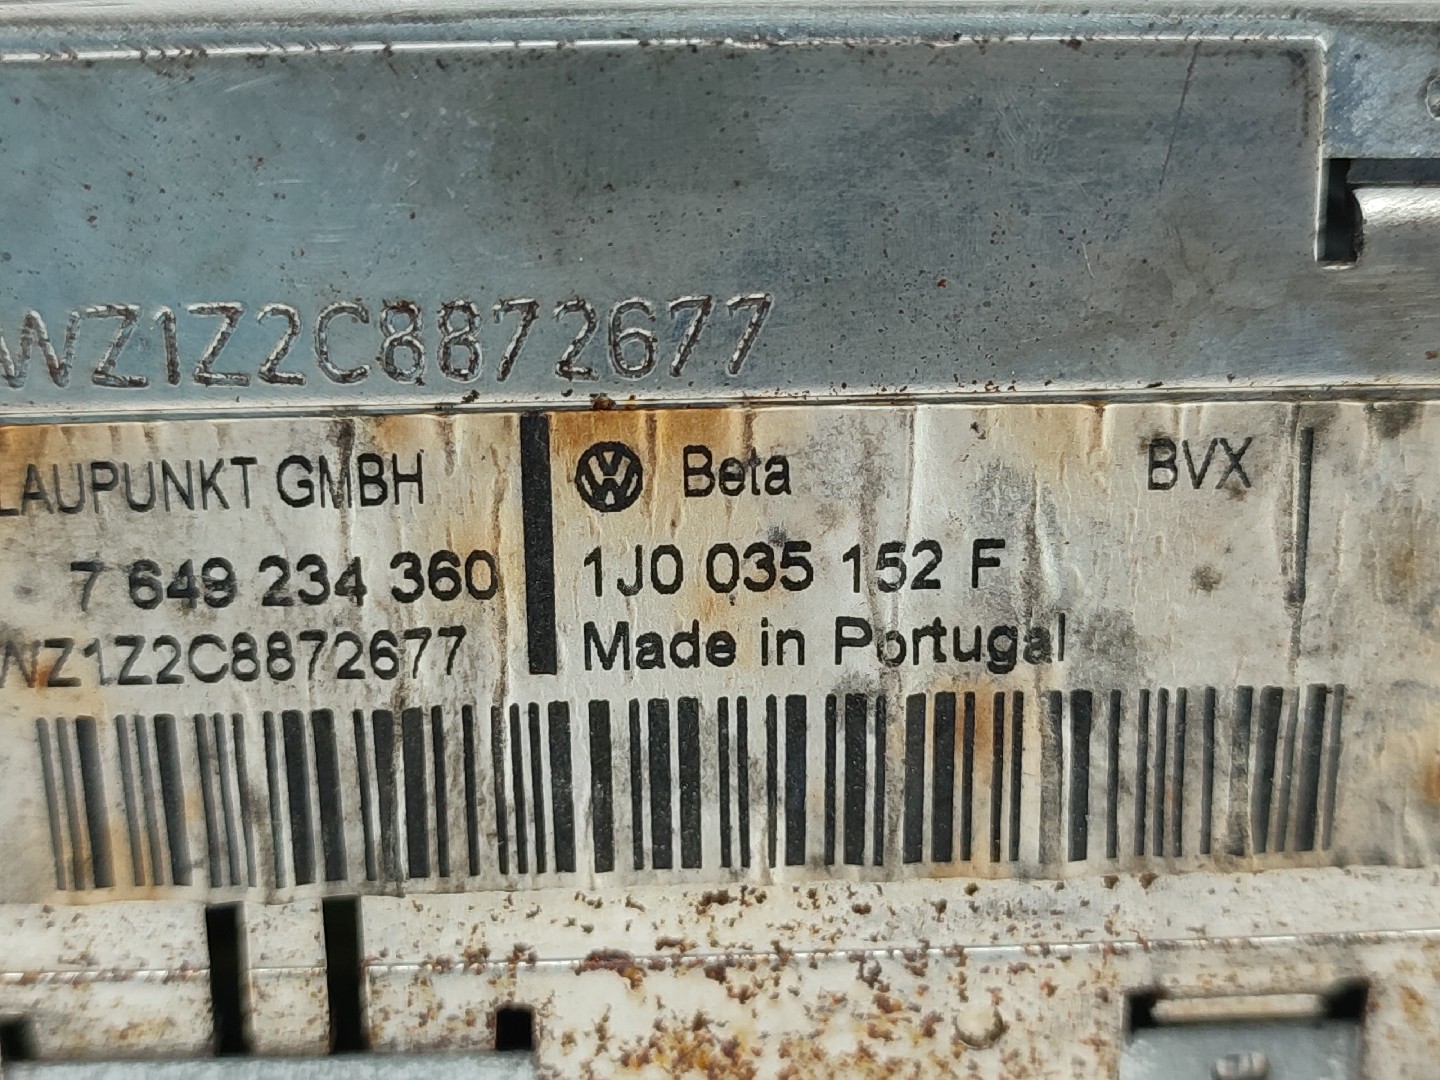 WZ1Z2C8872677
LAUPUNKT GMBH
Beta
BVX
7 649 234 360
1J0 035 152 F
WZ1Z2C8872677
Made in Portugal